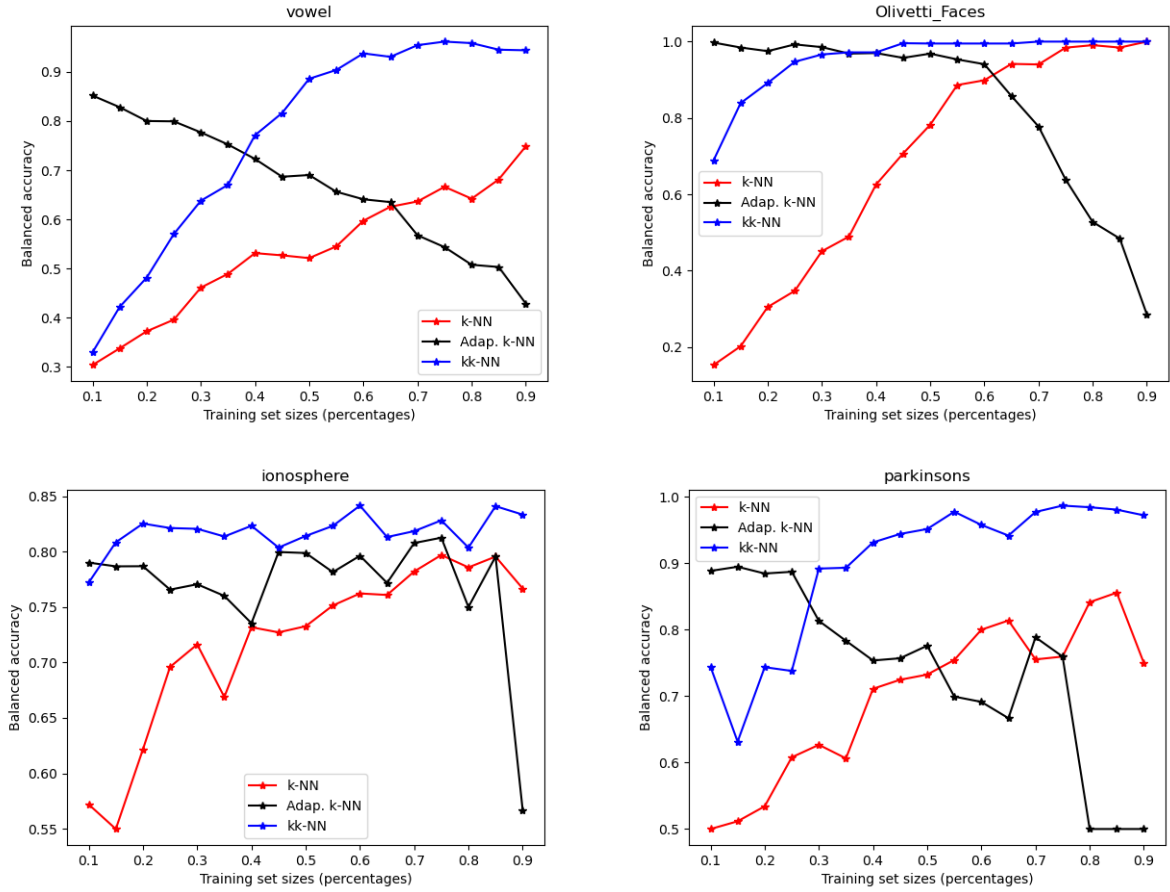 vowel
Balanced accuracy
0.9
0.8
0.7
0.6
0.5
0.4
0.3
k-NN
Adap. k-NN
kk-NN
0.1 0.2 0.3 0.4 0.5 0.6 0.7 0.8 0.9
Training set sizes (percentages)
Olivetti_Faces
Balanced accuracy
1.0
0.8
0.6
0.4
0.2
k-NN
Adap. k-NN
kk-NN
0.1 0.2 0.3 0.4 0.5 0.6 0.7 0.8 0.9
Training set sizes (percentages)
ionosphere
Balanced accuracy
0.85
0.80
0.75
0.70
0.65
0.60
0.55
k-NN
Adap. k-NN
kk-NN
0.1 0.2 0.3 0.4 0.5 0.6 0.7 0.8 0.9
Training set sizes (percentages)
parkinsons
Balanced accuracy
1.0
0.9
0.8
0.7
0.6
0.5
k-NN
Adap. k-NN
kk-NN
0.1 0.2 0.3 0.4 0.5 0.6 0.7 0.8 0.9
Training set sizes (percentages)